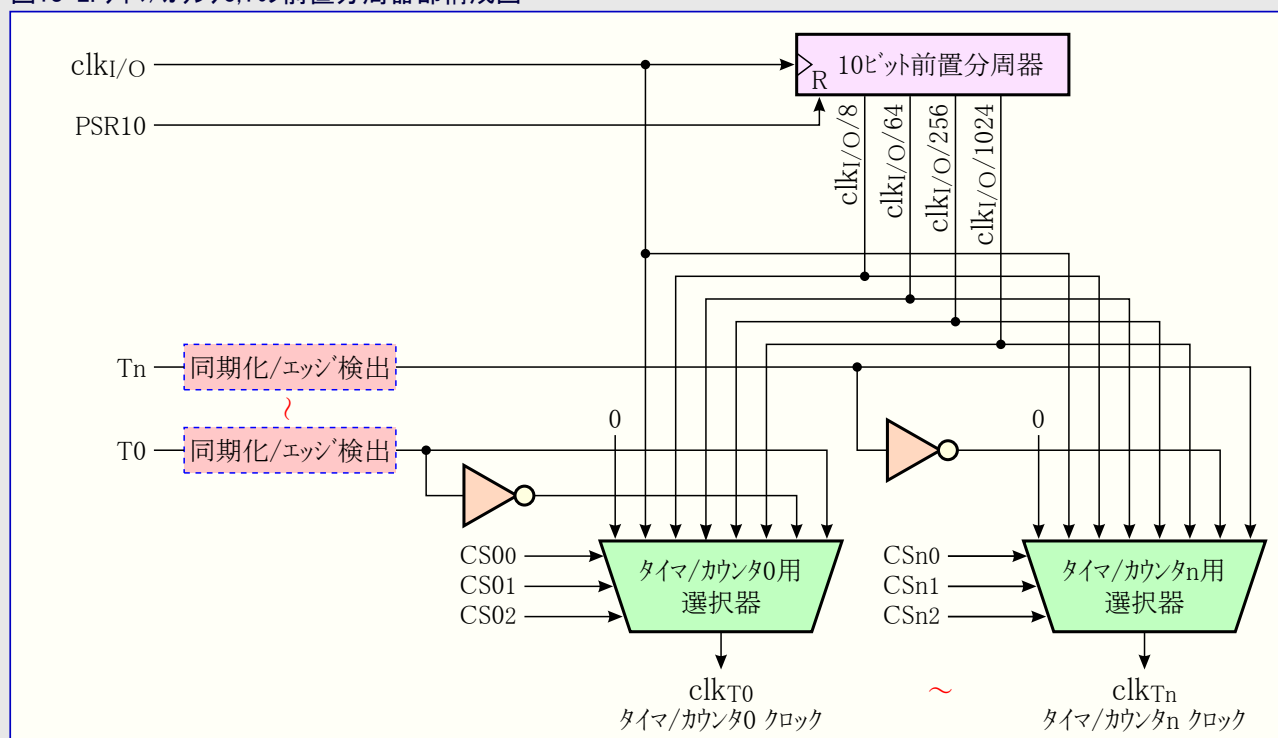 clkI/O
10ビット前置分周器
R
PSR10
clkI/O/8
clkI/O/64
clkI/O/256
clkI/O/1024
Tn
同期化/エッジ検出
~
T0
同期化/エッジ検出
0
0
CS00
CS01
CS02
タイマ/カウンタ0用
選択器
CSn0
CSn1
CSn2
タイマ/カウンタn用
選択器
clkT0
タイマ/カウンタ0 クロック
~
clkTn
タイマ/カウンタn クロック